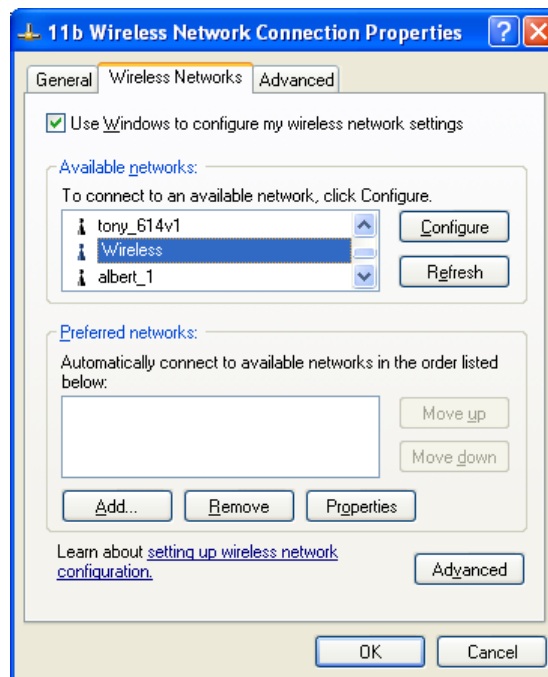 11b Wireless Network Connection Properties
General Wireless Networks Advanced
Use Windows to configure my wireless network settings
Available networks:
To connect to an available network, click Configure.
tony_614v1
Wireless
albert_1
Configure
Refresh
Preferred networks:
Automatically connect to available networks in the order listed
below:
Move up
Move down
Add... Remove Properties
Learn about setting up wireless network
configuration.
Advanced
OK Cancel